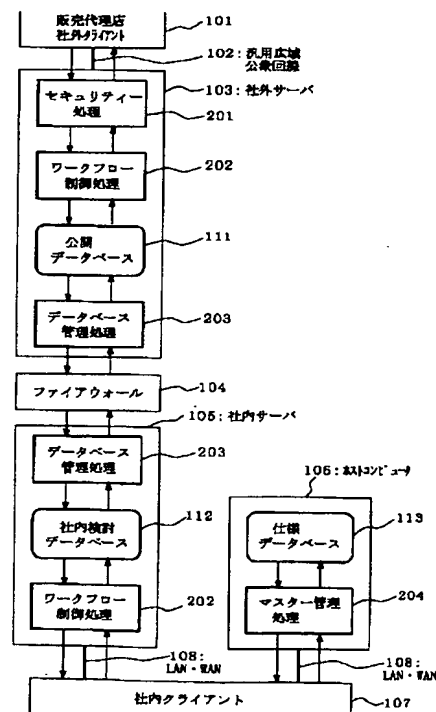 販売代理店
社外クライアント
101
102:汎用広域
公衆回線
103:社外サーバ
セキュリティー
処理
201
ワークフロー
制御処理
202
公開
データベース
111
データベース
管理処理
203
ファイアウォール
104
105:社内サーバ
データベース
管理処理
203
106:ホストコンピュータ
社内検討
データベース
112
仕様
データベース
113
ワークフロー
制御処理
202
マスター管理
処理
204
108:
LAN・WAN
108:
LAN・WAN
社内クライアント
107